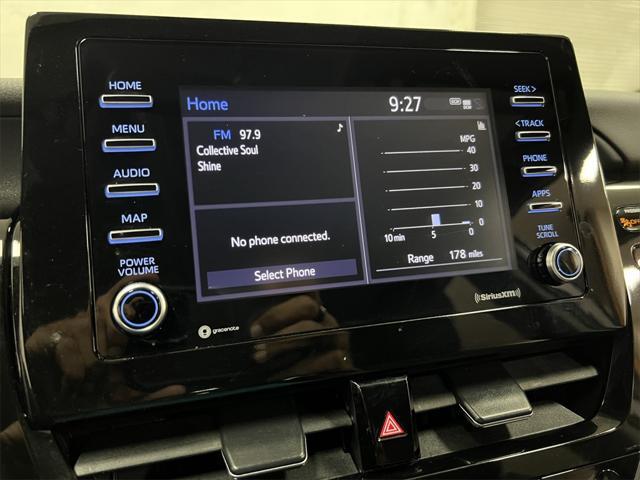 HOME
MENU
AUDIO
MAP
POWER
VOLUME
Home
9:27
DCM
FM 97.9
Collective Soul
Shine
No phone connected.
Select Phone
MPG
40
30
20
10
0
10 min 5 0
Range 178 miles
SEEK >
< TRACK
PHONE
APPS
TUNE
SCROLL
gracenote
((SiriusXM))